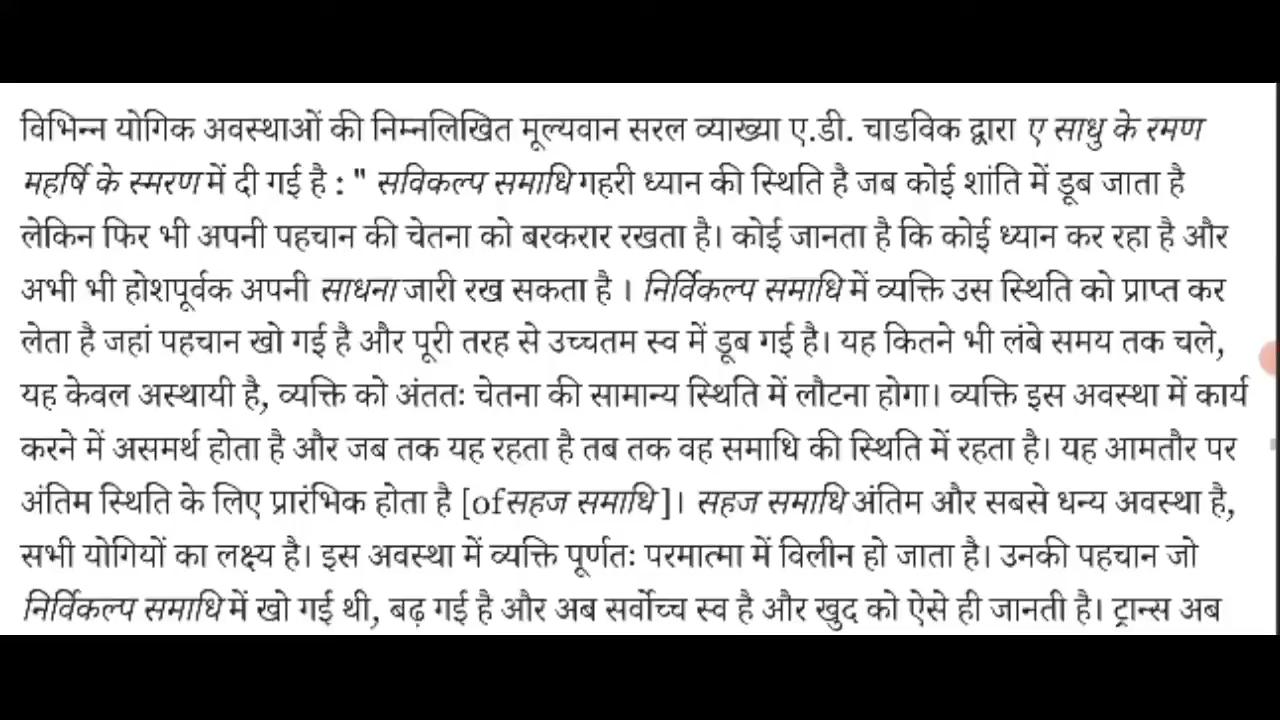 विभिन्न योगिक अवस्थाओं की निम्नलिखित मूल्यवान सरल व्याख्या ए.डी. चाडविक द्वारा ए साधु के रमण
महर्षि के स्मरण में दी गई है : " सविकल्प समाधि गहरी ध्यान की स्थिति है जब कोई शांति में डूब जाता है
लेकिन फिर भी अपनी पहचान की चेतना को बरकरार रखता है। कोई जानता है कि कोई ध्यान कर रहा है और
अभी भी होशपूर्वक अपनी साधना जारी रख सकता है । निर्विकल्प समाधि में व्यक्ति उस स्थिति को प्राप्त कर
लेता है जहां पहचान खो गई है और पूरी तरह से उच्चतम स्व में डूब गई है। यह कितने भी लंबे समय तक चले,
यह केवल अस्थायी है, व्यक्ति को अंततः चेतना की सामान्य स्थिति में लौटना होगा। व्यक्ति इस अवस्था में कार्य
करने में असमर्थ होता है और जब तक यह रहता है तब तक वह समाधि की स्थिति में रहता है। यह आमतौर पर
अंतिम स्थिति के लिए प्रारंभिक होता है [ofसहज समाधि]। सहज समाधि अंतिम और सबसे धन्य अवस्था है,
सभी योगियों का लक्ष्य है। इस अवस्था में व्यक्ति पूर्णतः परमात्मा में विलीन हो जाता है। उनकी पहचान जो
निर्विकल्प समाधि में खो गई थी, बढ़ गई है और अब सर्वोच्च स्व है और खुद को ऐसे ही जानती है। ट्रान्स अब